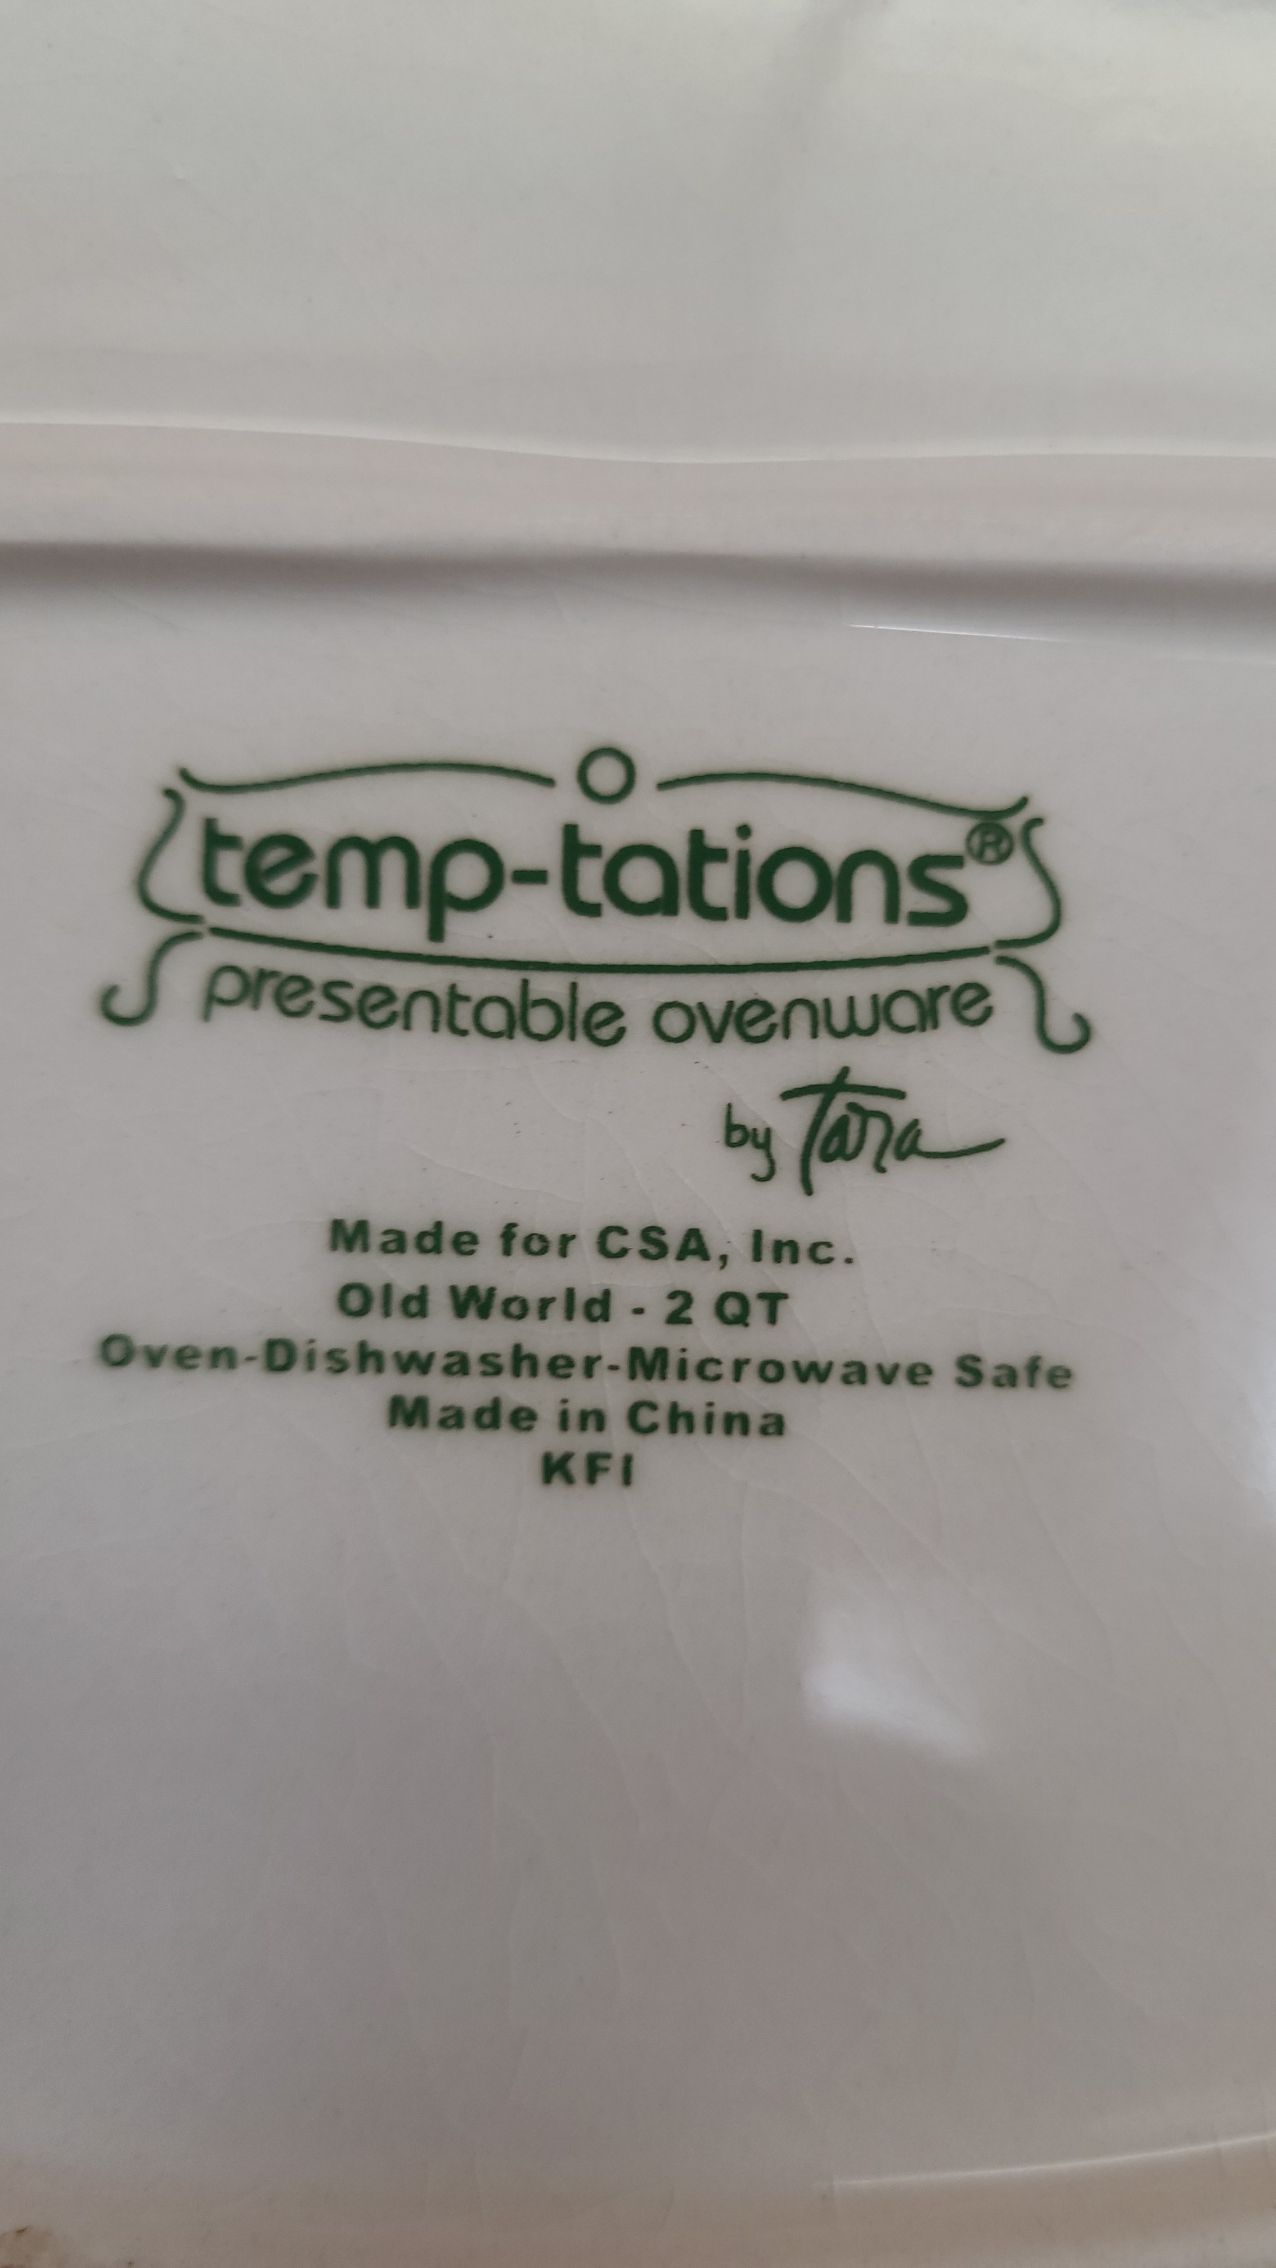 temp-tations®
presentable ovenware
by Tara
Made for CSA, Inc.
Old World - 2 QT
Oven-Dishwasher-Microwave Safe
Made in China
KFI